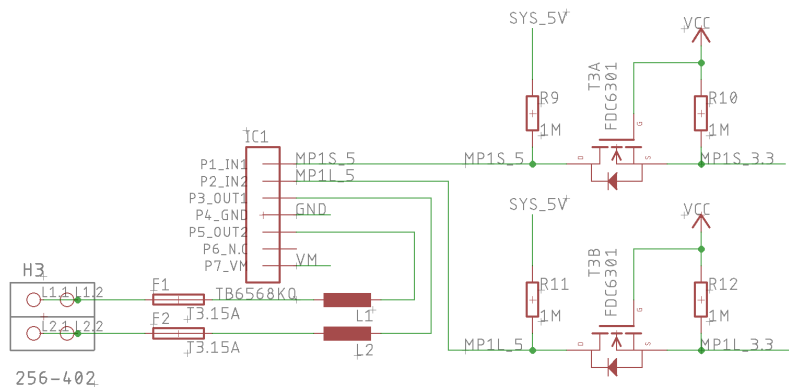 SYS_5V
VCC
R9
1M
T3A
FDC6301
G
D
S
R10
1M
IC1
P1_IN1
MP1S_5
MP1S_5
MP1S_3.3
P2_IN2
MP1L_5
P3_OUT1
P4_GND
GND
P5_OUT2
P6_N.C
P7_VM
VM
TB6568KQ
SYS_5V
VCC
R11
1M
T3B
FDC6301
G
D
S
R12
1M
MP1L_5
MP1L_3.3
H3
L1.1
L1.2
L2.1
L2.2
256-402
F1
T3.15A
F2
T3.15A
L1
L2